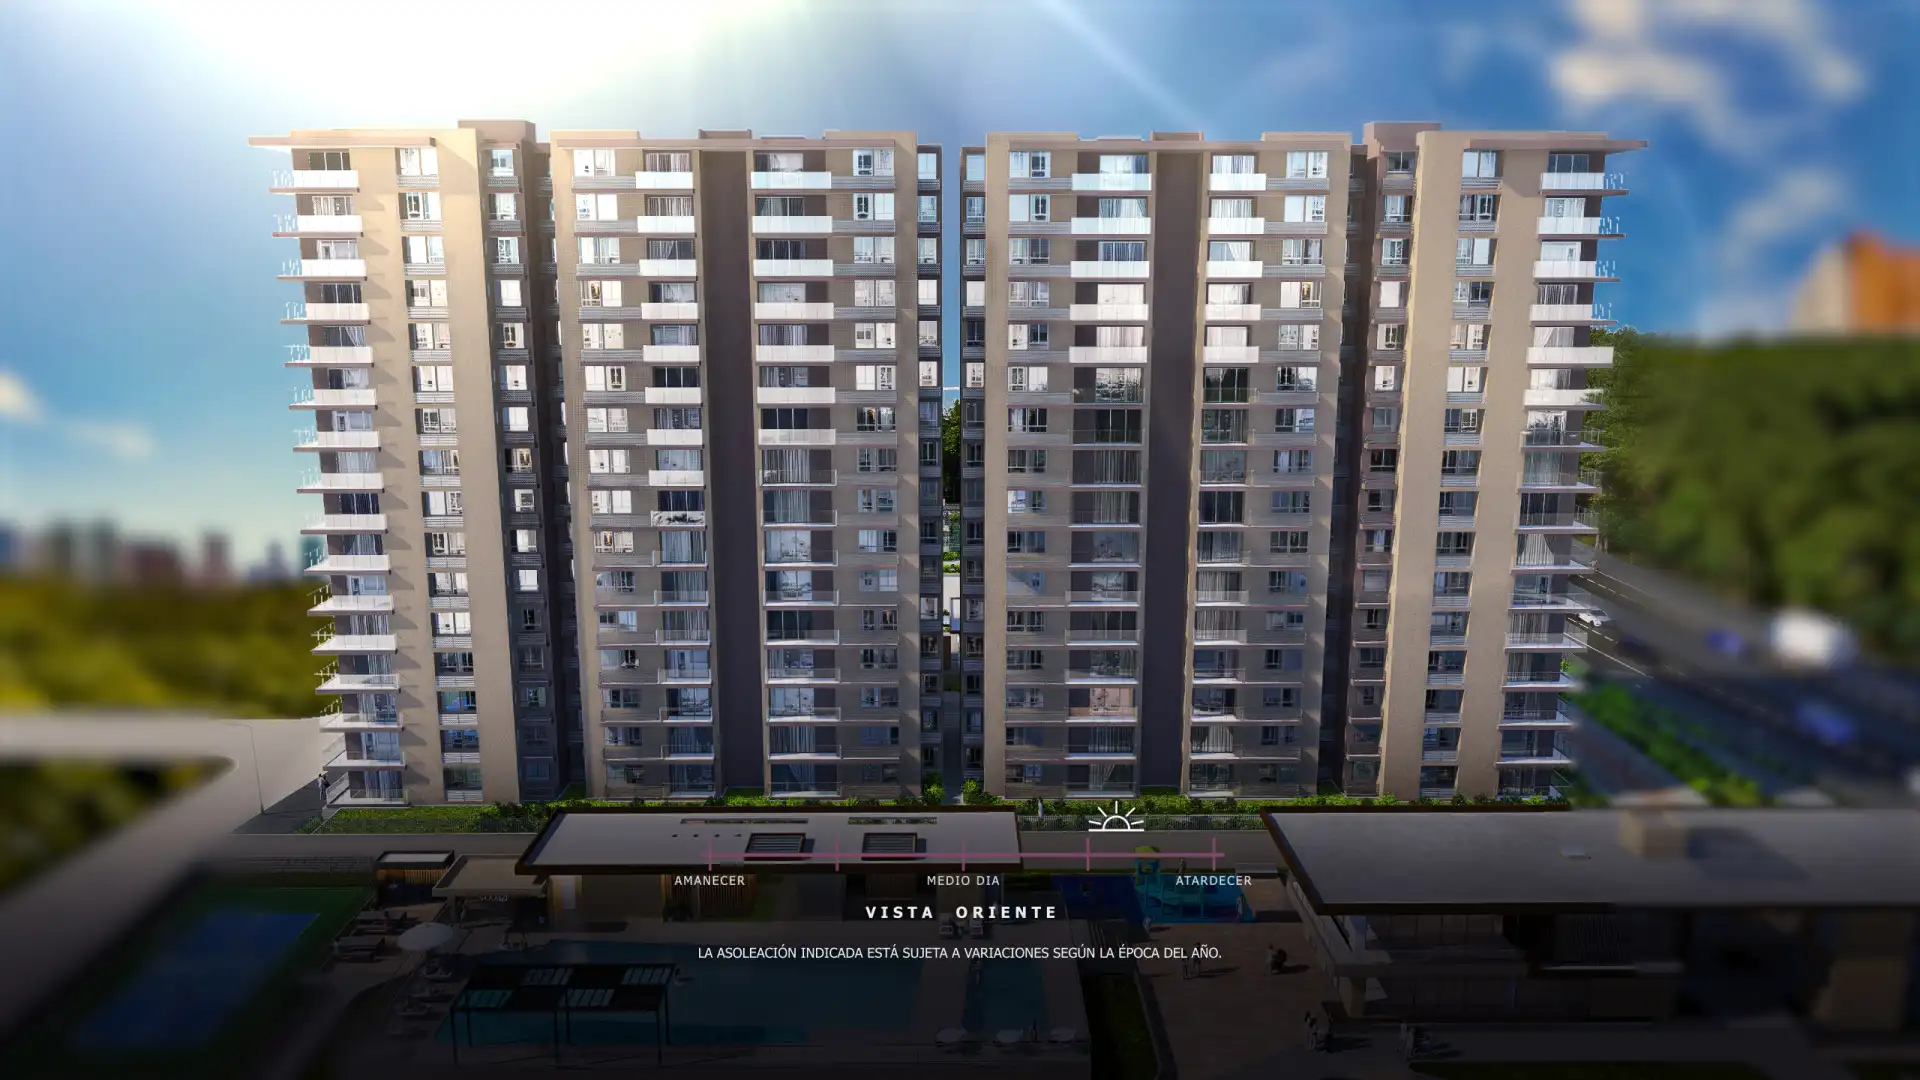 AMANECER MEDIO DIA ATARDECER
VISTA ORIENTE
LA ASOLEACIÓN INDICADA ESTÁ SUJETA A VARIACIONES SEGÚN LA ÉPOCA DEL AÑO.